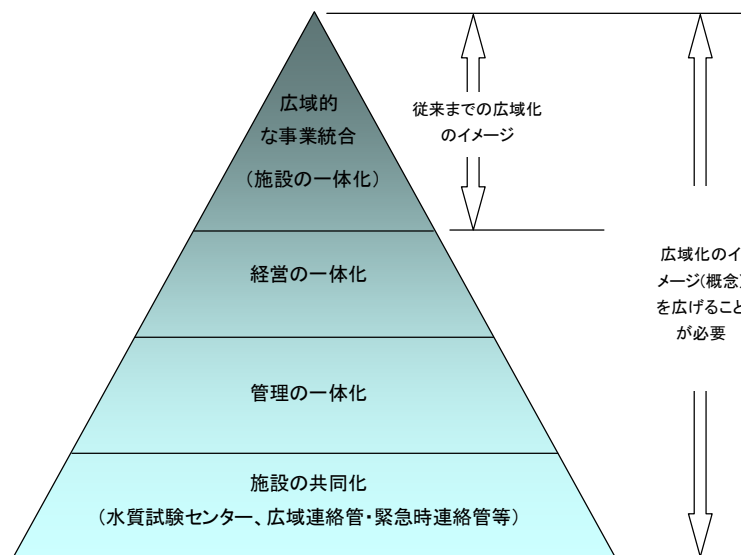 広域的
な事業統合
（施設の一体化）
従来までの広域化
のイメージ
経営の一体化
広域化のイ
メージ(概念)
を広げること
が必要
管理の一体化
施設の共同化
（水質試験センター、広域連絡管・緊急時連絡管等）